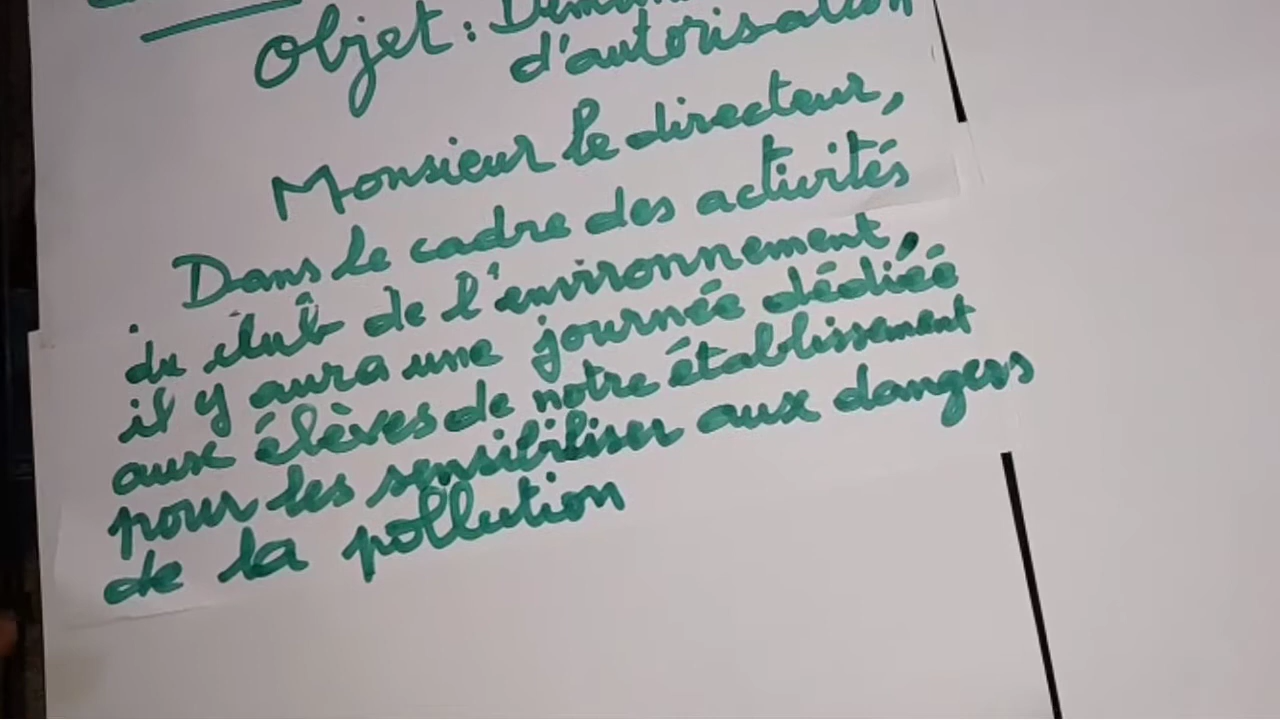 Objet :
d'autorisation
Monsieur le directeur,
Dans le cadre des activités
du club de l'environnement,
il y aura une journée dédiée
aux élèves de notre établissement
pour les sensibiliser aux dangers
de la pollution